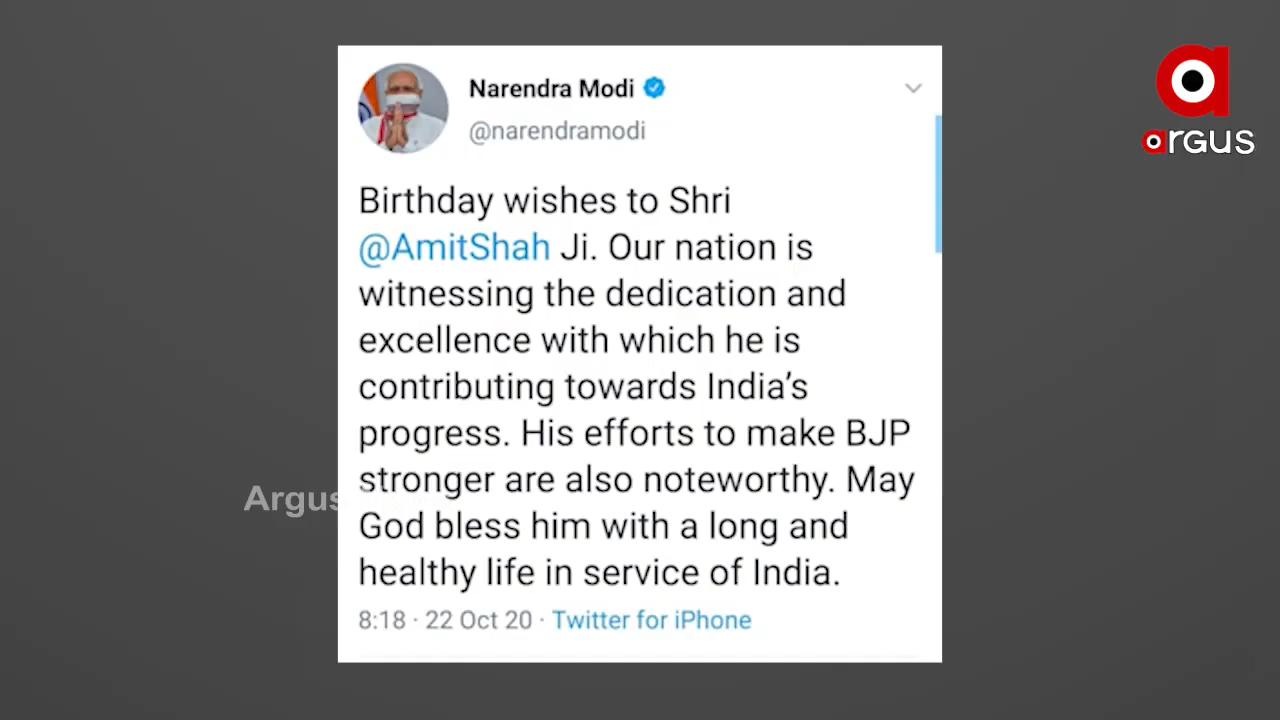 Narendra Modi
@narendramodi
argus
Birthday wishes to Shri
@AmitShah Ji. Our nation is
witnessing the dedication and
excellence with which he is
contributing towards India’s
progress. His efforts to make BJP
stronger are also noteworthy. May
Argus
God bless him with a long and
healthy life in service of India.
8:18 · 22 Oct 20 · Twitter for iPhone